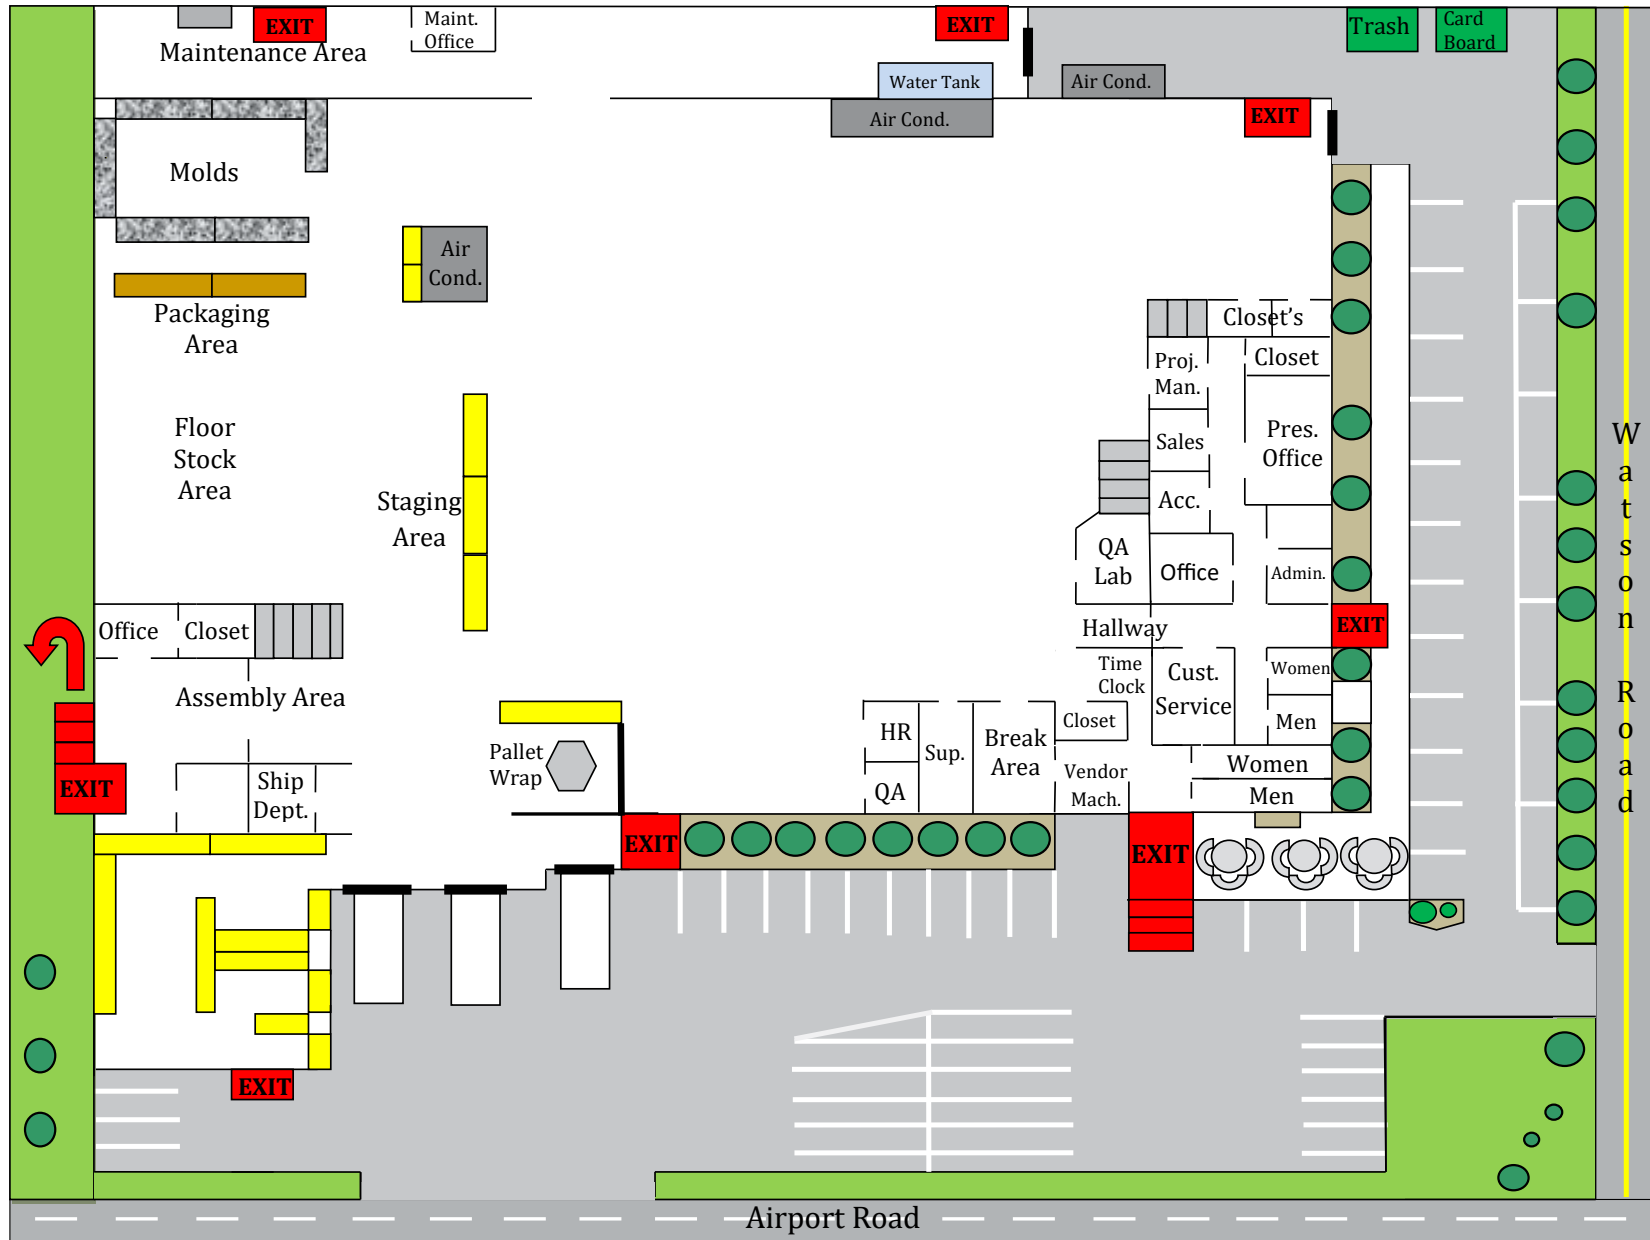 EXIT
Maint.
Office
EXIT
Trash
Card
Board
Maintenance Area
Water Tank
Air Cond.
Air Cond.
EXIT
Molds
Air
Cond.
Packaging
Area
Closet's
Proj.
Man.
Closet
Floor
Stock
Area
Sales
Pres.
Office
Staging
Area
Acc.
QA
Lab
Office
Admin.
Office
Closet
Hallway
EXIT
Time
Clock
Cust.
Service
Women
Assembly Area
Men
Closet
HR
Sup.
Break
Area
Pallet
Wrap
Women
Vendor
Mach.
QA
Men
Ship
Dept.
EXIT
EXIT
EXIT
EXIT
Watson Road
Airport Road